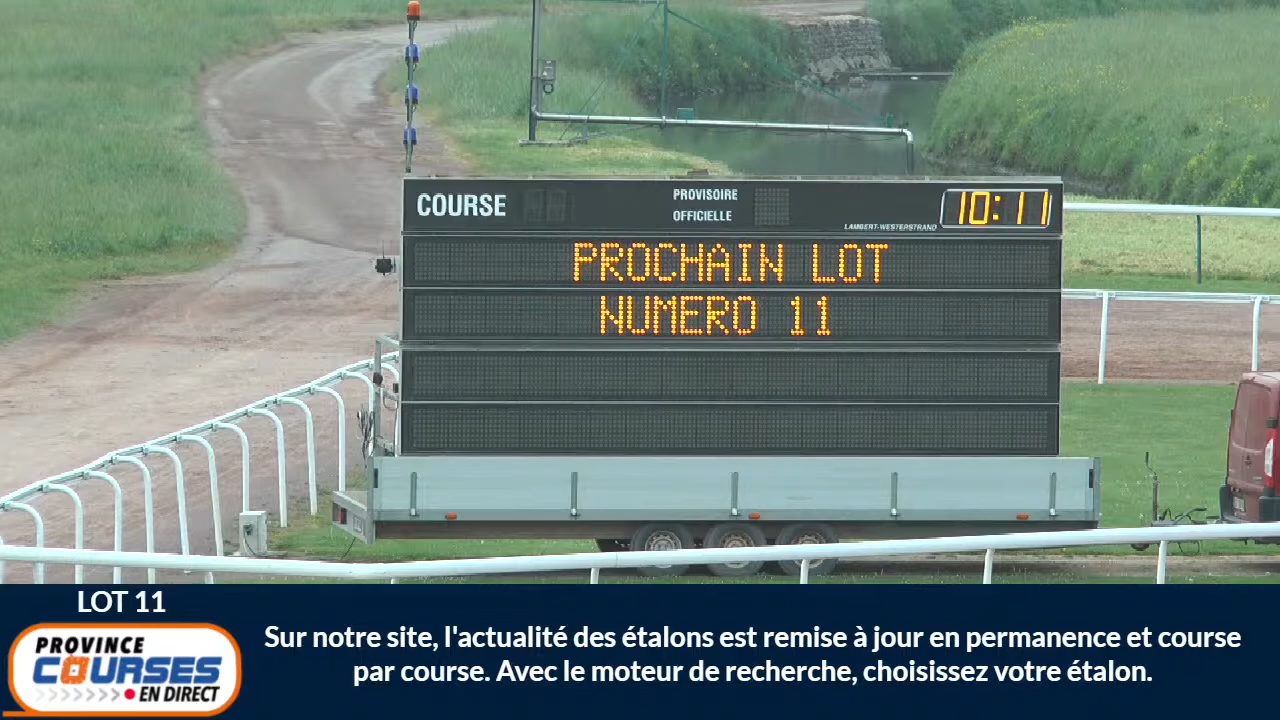 COURSE
PROVISOIRE
OFFICIELLE
LAMBERT-WESTERSTRAND
10:11
PROCHAIN LOT
NUMERO 11
LOT 11
PROVINCE
COURSES
EN DIRECT
Sur notre site, l'actualité des étalons est remise à jour en permanence et course
par course. Avec le moteur de recherche, choisissez votre étalon.